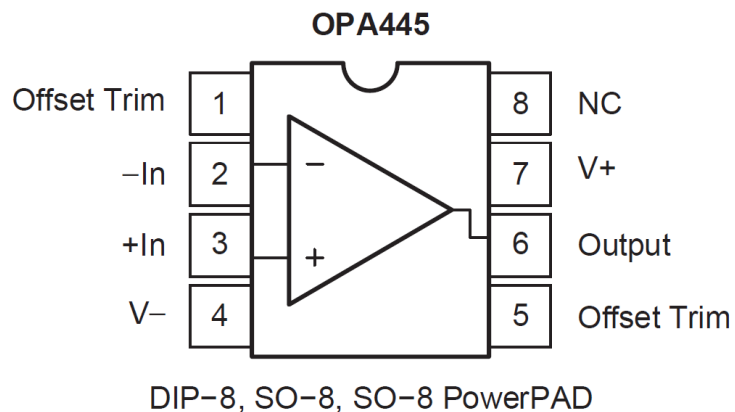 OPA445
Offset Trim 1 8 NC
−In 2 − 7 V+
+In 3 + 6 Output
V− 4 5 Offset Trim
DIP−8, SO−8, SO−8 PowerPAD